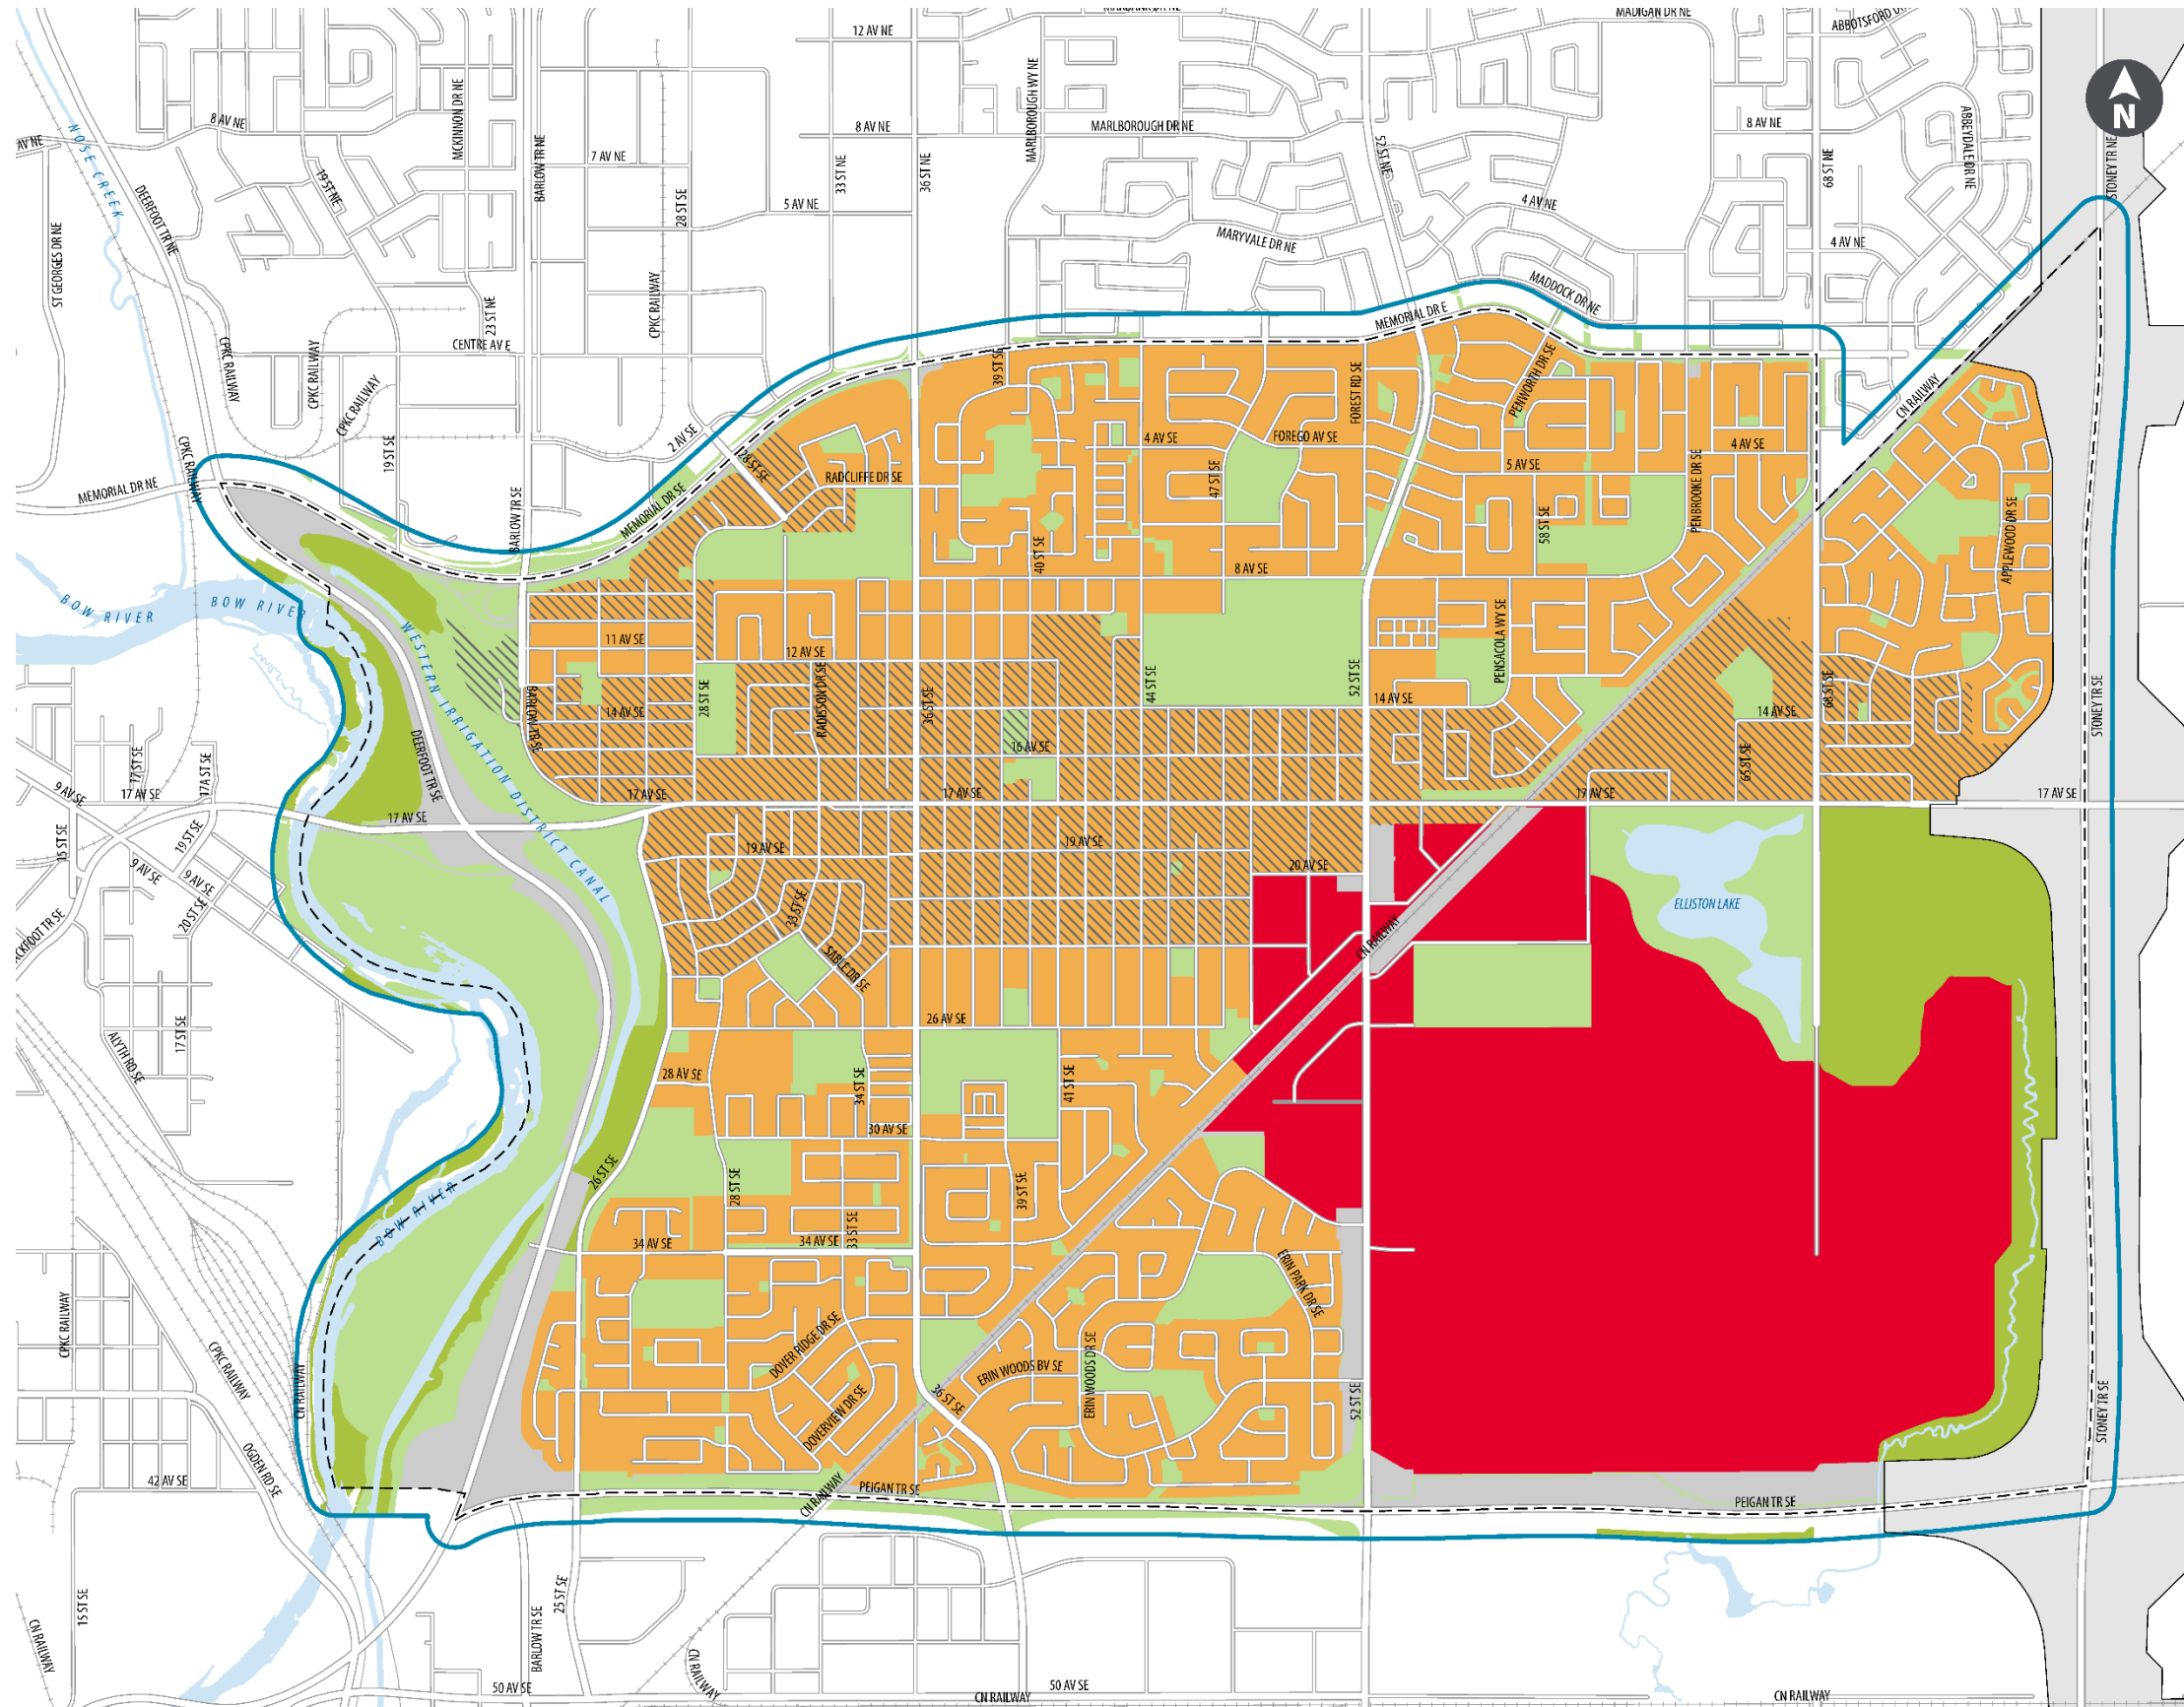 MADIGAN DR NE
12 AV NE
N
MCKINNON DR NE
MARLBOROUGH WY NE
8 AV NE
8 AV NE
MARLBOROUGH DR NE
8 AV NE
ABBEYDALE DR NE
AV NE
NOSE CREEK
BARLOW TR NE
7 AV NE
33 ST NE
36 ST NE
52 ST NE
68 ST NE
STONEY TR NE
19 ST NE
DEERFOOT TR NE
28 ST SE
5 AV NE
4 AV NE
ST GEORGES DR NE
MARYVALE DR NE
4 AV NE
CPKC RAILWAY
23 ST NE
MADDOCK DR NE
MEMORIAL DR E
CENTRE AV E
CPKC RAILWAY
CPKC RAILWAY
CPKC RAILWAY
39 ST SE
FOREST RD SE
PENWORTH DR SE
CN RAILWAY
2 AV SE
19 ST SE
4 AV SE
FOREGO AV SE
4 AV SE
28 ST SE
CPKC RAILWAY
RADCLIFFE DR SE
47 ST SE
5 AV SE
PENBROOKE DR SE
MEMORIAL DR NE
MEMORIAL DR SE
BARLOW TR SE
58 ST SE
APPLEWOOD DR SE
40 ST SE
8 AV SE
BOW RIVER
BOW RIVER
11 AV SE
12 AV SE
PENSACOLA WY SE
WESTERN IRRIGATION DISTRICT CANAL
28 ST SE
RADISSON DR SE
36 ST SE
44 ST SE
52 ST SE
14 AV SE
68 ST SE
STONEY TR SE
14 AV SE
BARLOW TR SE
14 AV SE
16 AV SE
65 ST SE
17 ST SE
17A ST SE
DEERFOOT TR SE
9 AV SE
17 AV SE
17 AV SE
17 AV SE
17 AV SE
17 AV SE
17 AV SE
15 ST SE
19 ST SE
19 AV SE
19 AV SE
20 AV SE
9 AV SE
9 AV SE
20 ST SE
33 ST SE
ELLISTON LAKE
SABLE DR SE
CN RAILWAY
26 AV SE
17 ST SE
ALYTH RD SE
28 AV SE
34 ST SE
41 ST SE
30 AV SE
26 ST SE
28 ST SE
39 ST SE
BOW RIVER
34 AV SE
34 AV SE
33 ST SE
ERIN PARK DR SE
CPKC RAILWAY
CPKC RAILWAY
DOVER RIDGE DR SE
ERIN WOODS BV SE
ERIN WOODS DR SE
CN RAILWAY
36 ST SE
DOVERVIEW DR SE
52 ST SE
STONEY TR SE
OGDEN RD SE
42 AV SE
CN RAILWAY
PEIGAN TR SE
PEIGAN TR SE
15 ST SE
25 ST SE
BARLOW TR SE
CN RAILWAY
CN RAILWAY
50 AV SE
50 AV SE
CN RAILWAY
CN RAILWAY